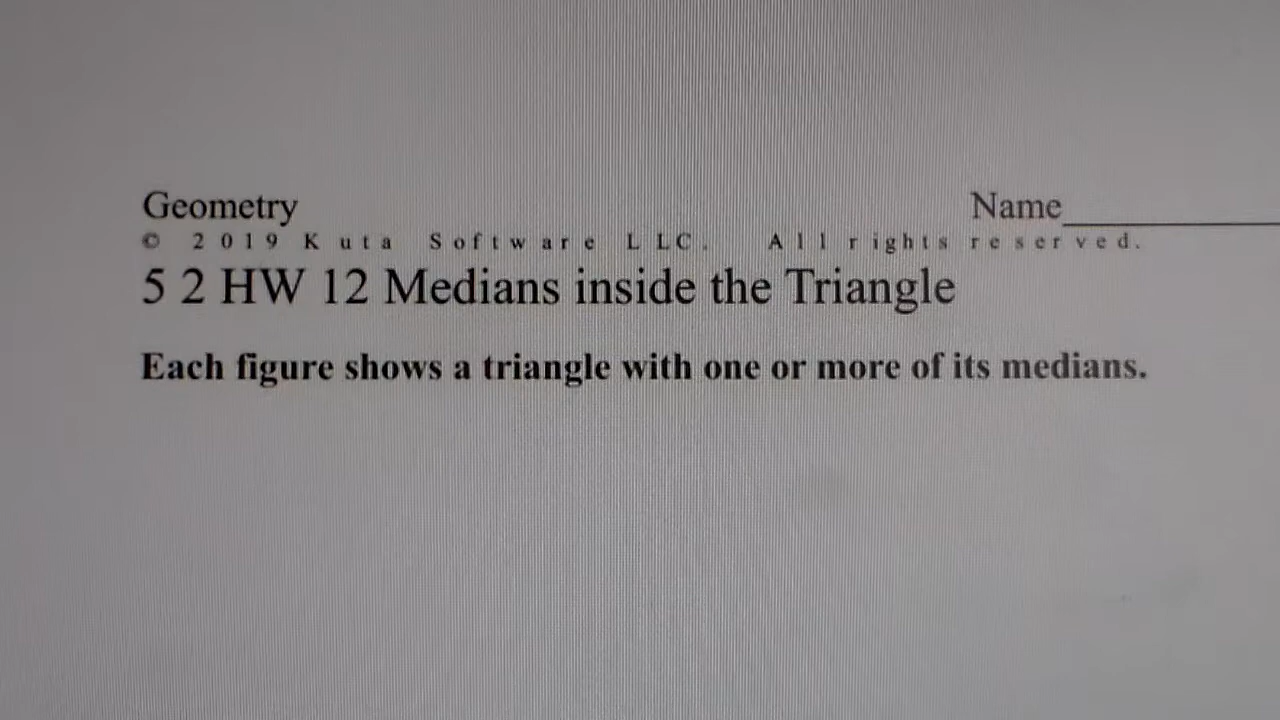 Geometry
Name
© 2019 Kuta Software LLC. All rights reserved.
5 2 HW 12 Medians inside the Triangle
Each figure shows a triangle with one or more of its medians.